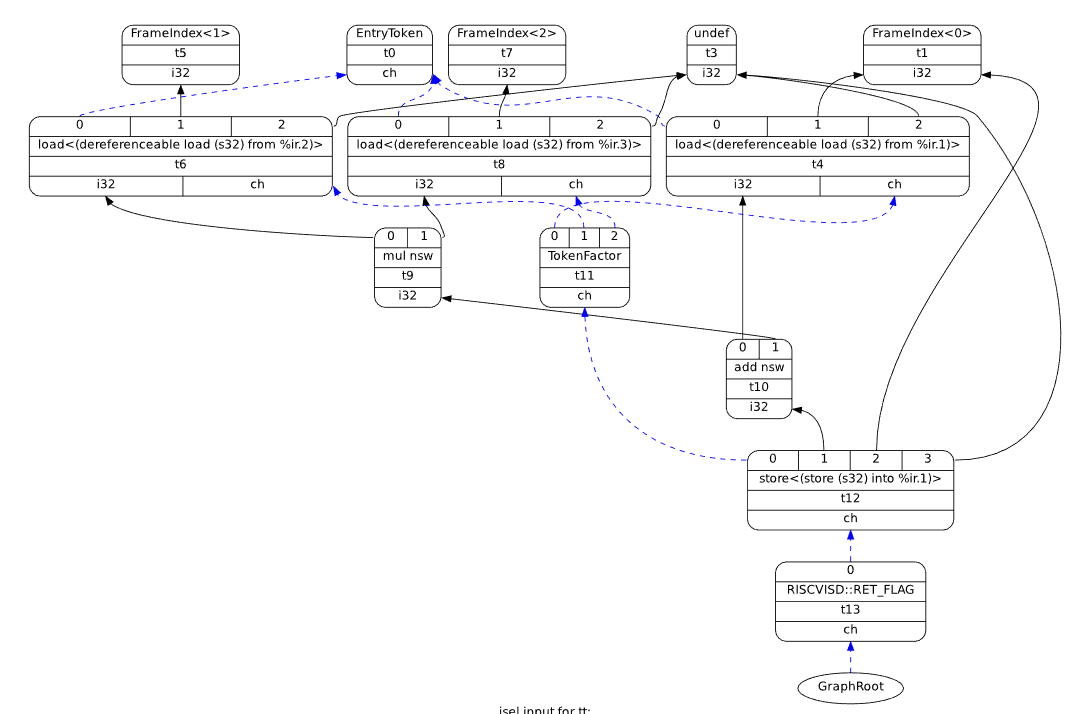 FrameIndex<1>
t5
i32
EntryToken
t0
ch
FrameIndex<2>
t7
i32
undef
t3
i32
FrameIndex<0>
t1
i32
0 1 2
load<(dereferenceable load (s32) from %ir.2)>
t6
i32 ch
0 1 2
load<(dereferenceable load (s32) from %ir.3)>
t8
i32 ch
0 1 2
load<(dereferenceable load (s32) from %ir.1)>
t4
i32 ch
0 1
mul nsw
t9
i32
0 1 2
TokenFactor
t11
ch
0 1
add nsw
t10
i32
0 1 2 3
store<(store (s32) into %ir.1)>
t12
ch
0
RISCVISD::RET_FLAG
t13
ch
GraphRoot
isel input for tt: